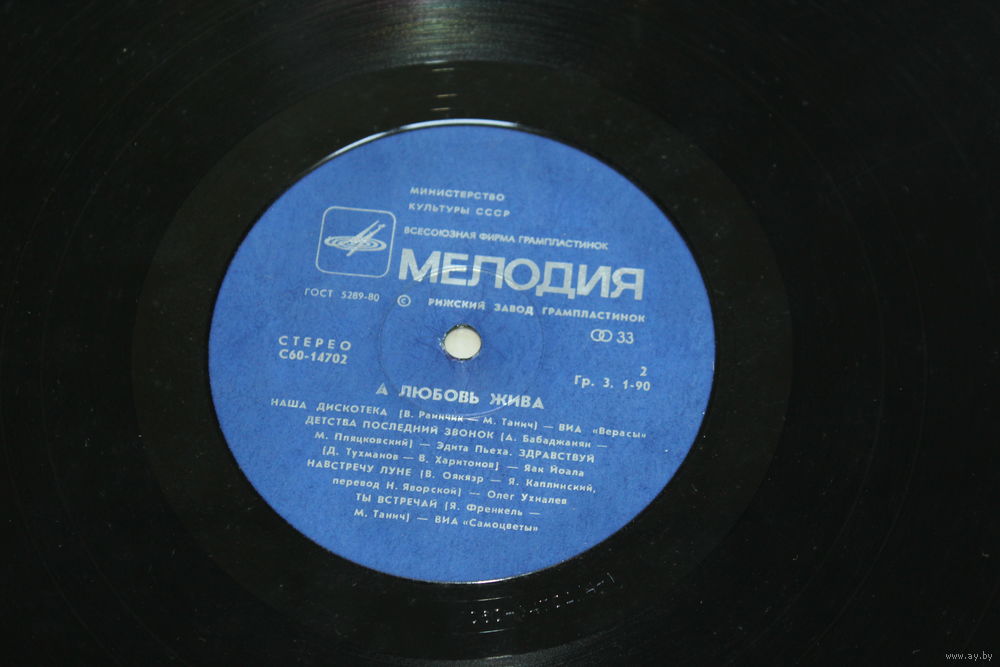 МИНИСТЕРСТВО
КУЛЬТУРЫ СССР
ВСЕСОЮЗНАЯ ФИРМА ГРАМПЛАСТИНОК
МЕЛОДИЯ
ГОСТ 5289-80 © РИЖСКИЙ ЗАВОД ГРАМПЛАСТИНОК
33
СТЕРЕО
С60-14702
2
Гр. 3. 1-90
А ЛЮБОВЬ ЖИВА
НАША ДИСКОТЕКА (В. Раинчик — М. Танич) — ВИА «Верасы»
ДЕТСТВА ПОСЛЕДНИЙ ЗВОНОК (А. Бабаджанян —
М. Пляцковский) — Эдита Пьеха. ЗДРАВСТВУЙ
(Д. Тухманов — В. Харитонов) — Яак Йоала
НАВСТРЕЧУ ЛУНЕ (В. Оякяэр — Я. Каплинский,
перевод Н. Яворской) — Олег Ухналев
ТЫ ВСТРЕЧАЙ (Я. Френкель —
М. Танич) — ВИА «Самоцветы»
www.ay.by